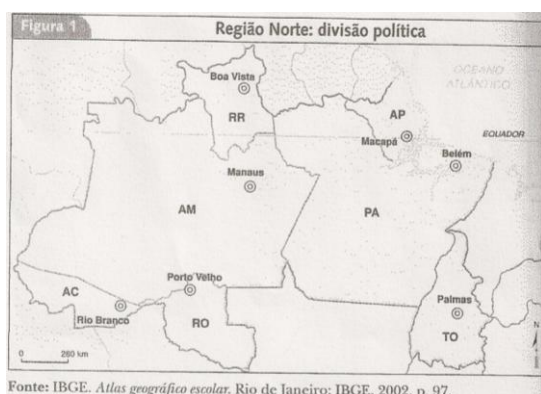 Figura 1
Região Norte: divisão política
OCEANO
ATLÂNTICO
Boa Vista
RR
AP
Macapá
EQUADOR
Belém
Manaus
AM
PA
Porto Velho
AC
Rio Branco
RO
Palmas
TO
N
0 260 km
Fonte: IBGE. Atlas geográfico escolar. Rio de Janeiro: IBGE, 2002. p. 97